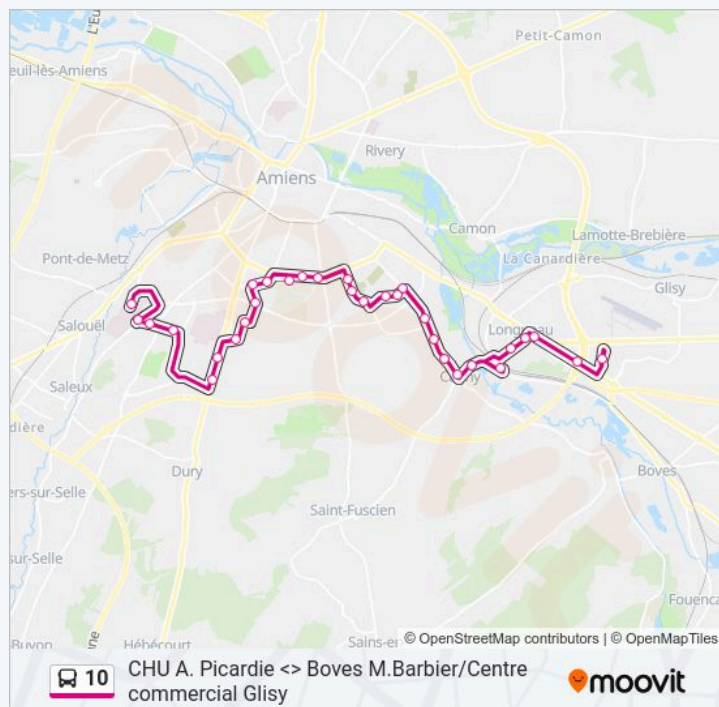 L'Eu
Petit-Camon
euil-lès-Amiens
Rivery
Amiens
Camon
Lamotte-Brebière
Pont-de-Metz
La Canardière
Glisy
Salouël
Longueau
Saleux
dière
Dury
Boves
ers-sur-Selle
Saint-Fuscien
sur-Selle
Fouenca
Buyon
Hébécourt
Sains-en
© OpenStreetMap contributors | © OpenMapTiles
10
CHU A. Picardie <> Boves M.Barbier/Centre
commercial Glisy
moovit